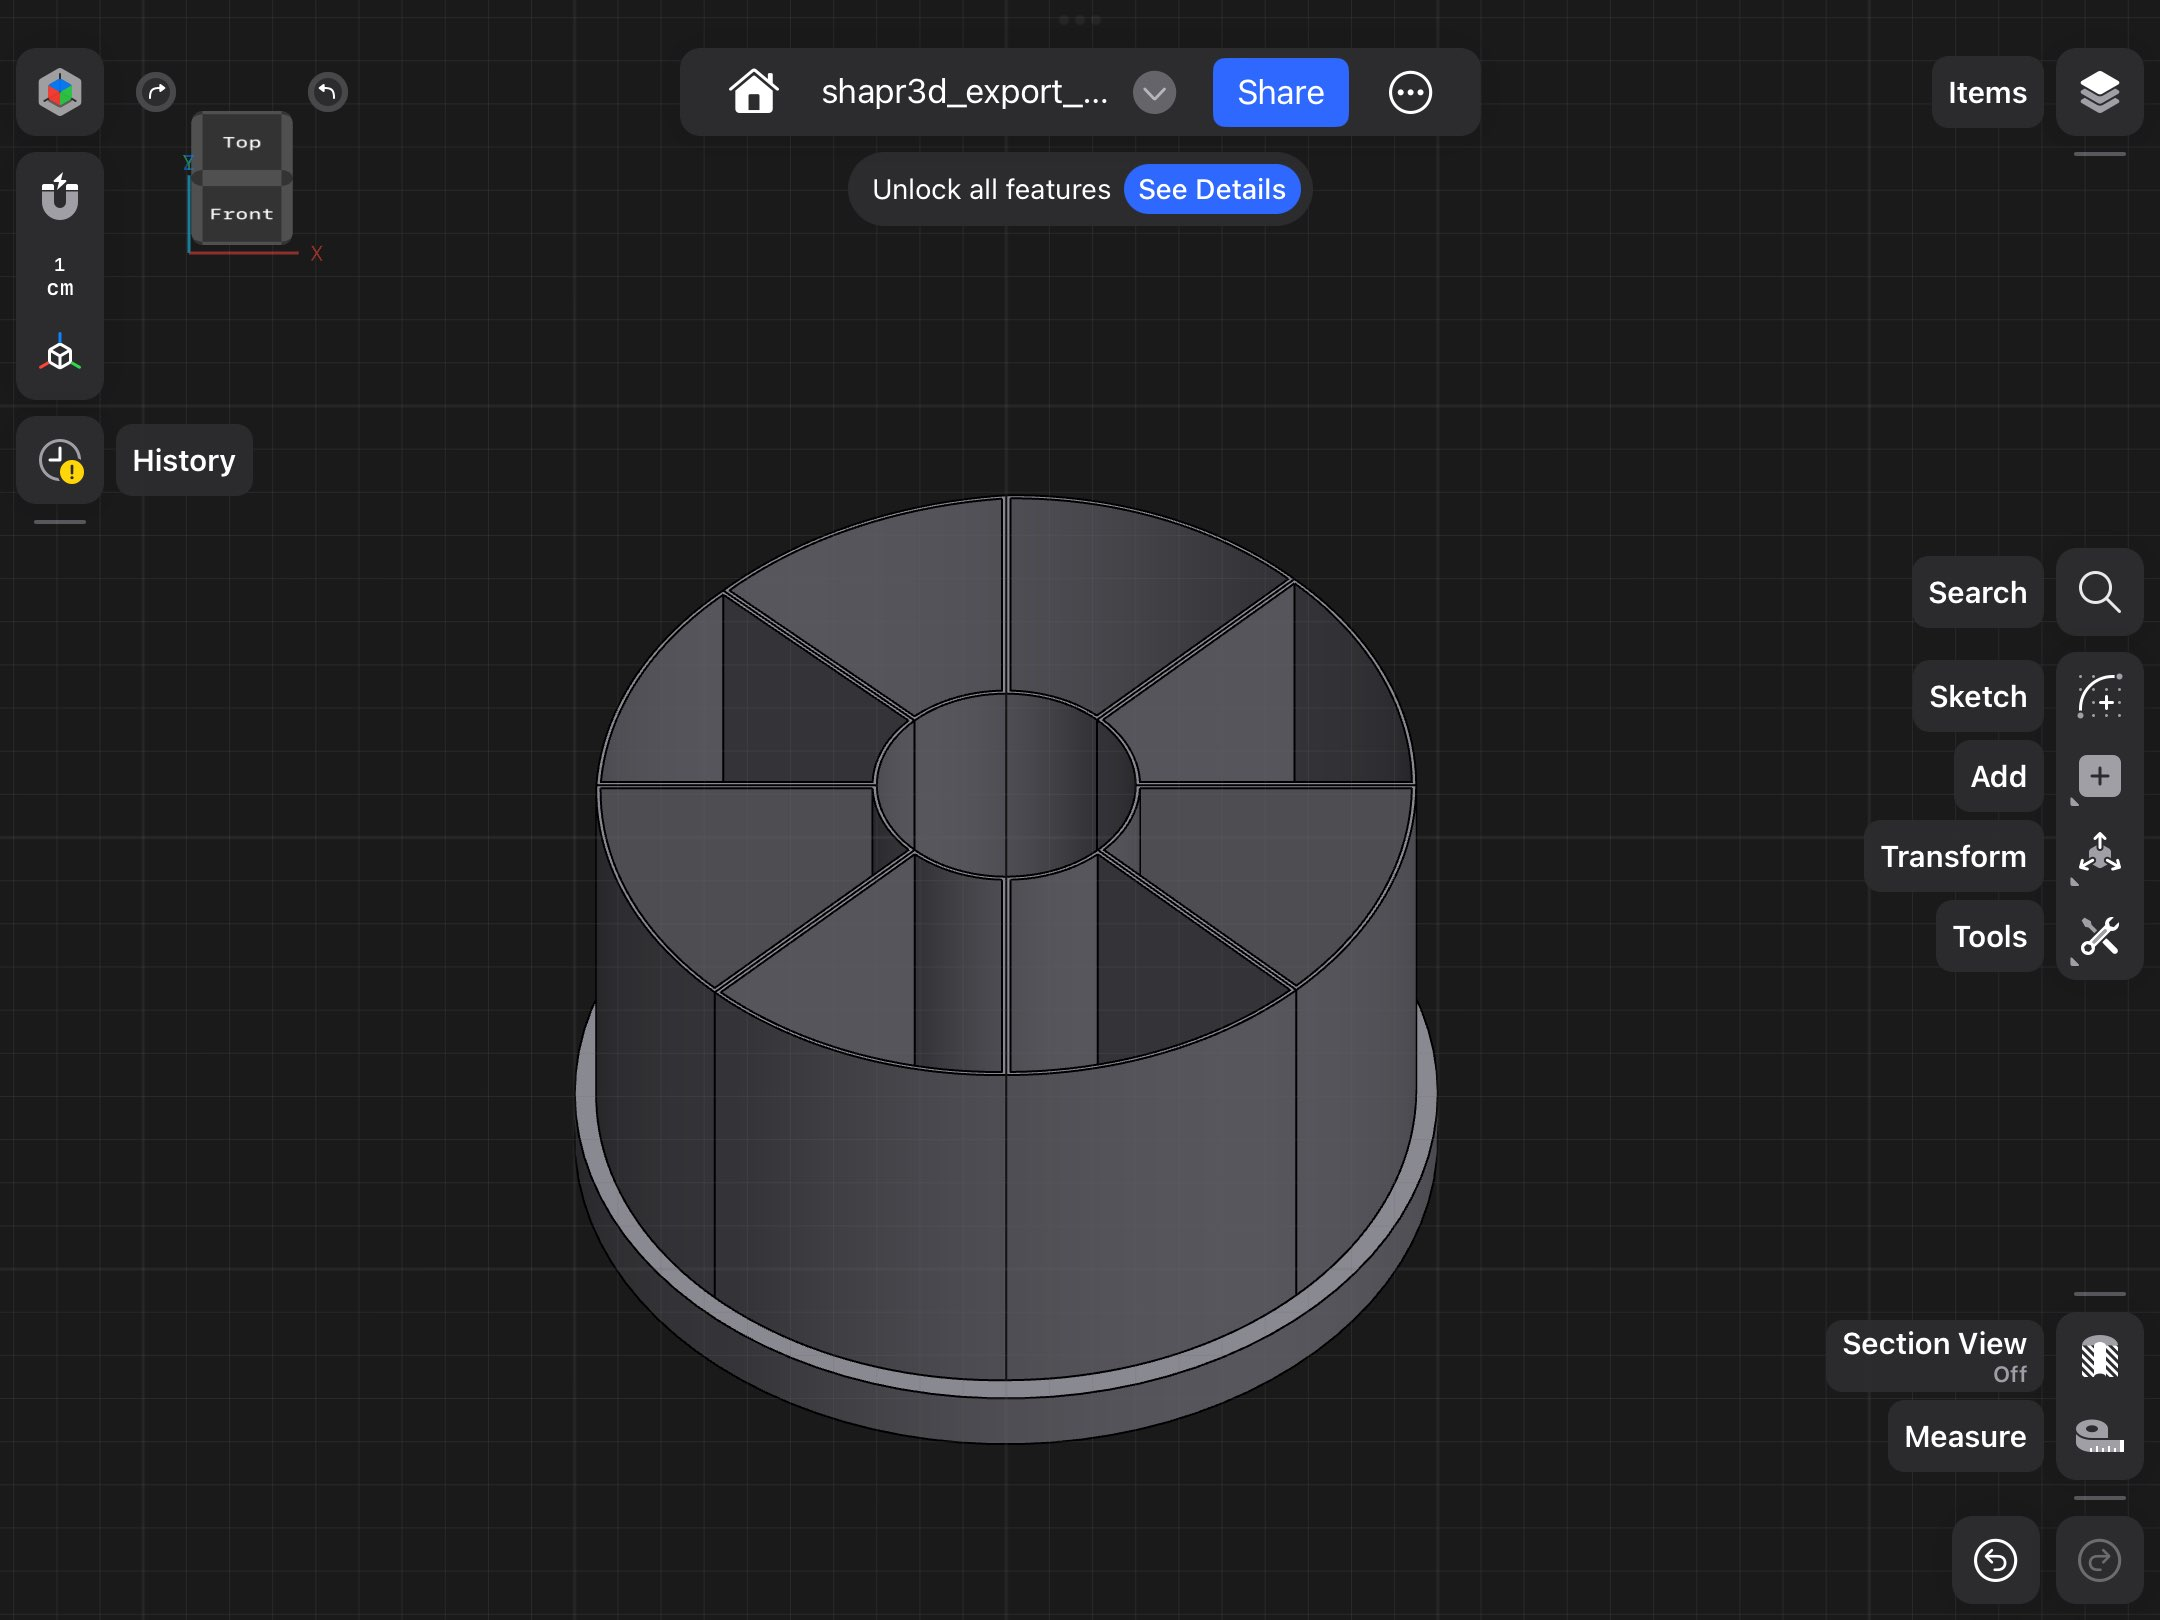 shapr3d_export_...
Share
Items
Unlock all features
See Details
Top
Y
Front
X
1
cm
History
Search
Sketch
Add
Transform
Tools
Section View
Off
Measure